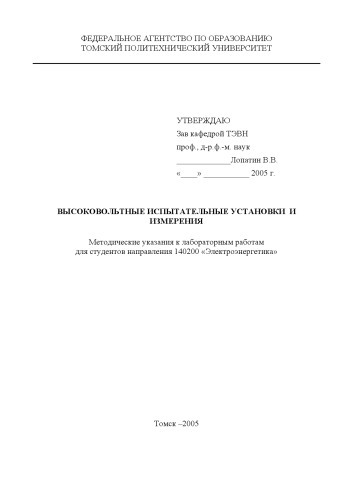 ФЕДЕРАЛЬНОЕ АГЕНТСТВО ПО ОБРАЗОВАНИЮ
ТОМСКИЙ ПОЛИТЕХНИЧЕСКИЙ УНИВЕРСИТЕТ
УТВЕРЖДАЮ
Зав кафедрой ТЭВН
проф., д-р.ф.-м. наук
_____________Лопатин В.В.
«____» ___________ 2005 г.
ВЫСОКОВОЛЬТНЫЕ ИСПЫТАТЕЛЬНЫЕ УСТАНОВКИ И
ИЗМЕРЕНИЯ
Методические указания к лабораторным работам
для студентов направления 140200 «Электроэнергетика»
Томск –2005